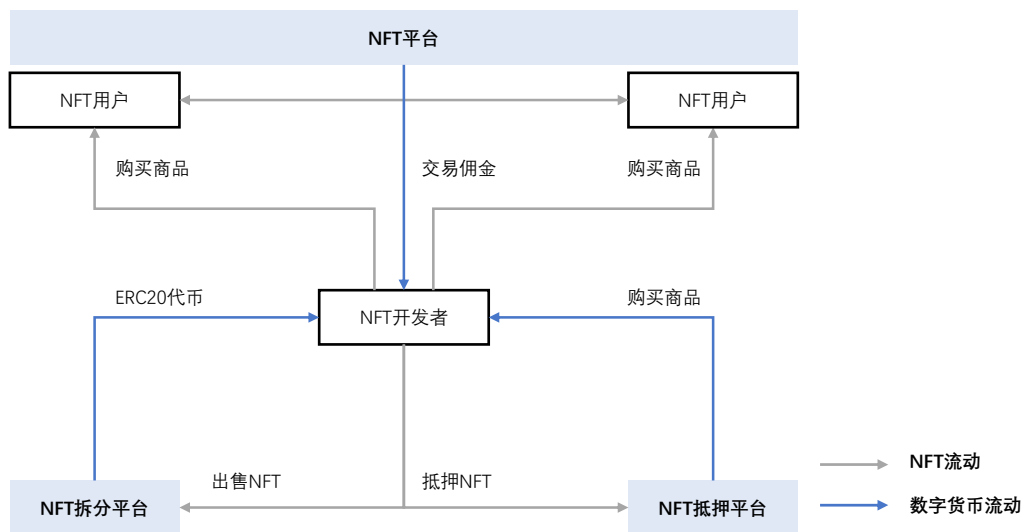 NFT平台
NFT用户
NFT用户
购买商品
交易佣金
购买商品
ERC20代币
购买商品
NFT开发者
出售NFT
抵押NFT
NFT流动
NFT拆分平台
NFT抵押平台
数字货币流动